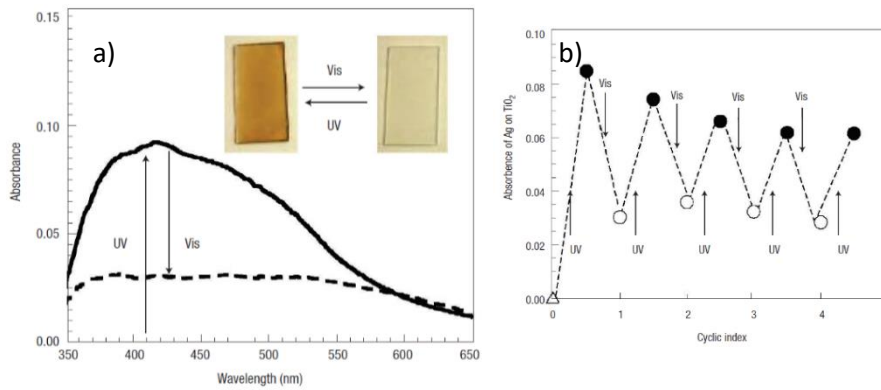 a)
0.15
0.10
0.05
0.00
Absorbance
Vis
UV
UV
Vis
350
400
450
500
550
600
650
Wavelength (nm)
b)
0.10
0.08
0.06
0.04
0.02
0.00
Absorbence of Ag on TiO2
Vis
Vis
Vis
Vis
UV
UV
UV
UV
UV
0
1
2
3
4
Cyclic index